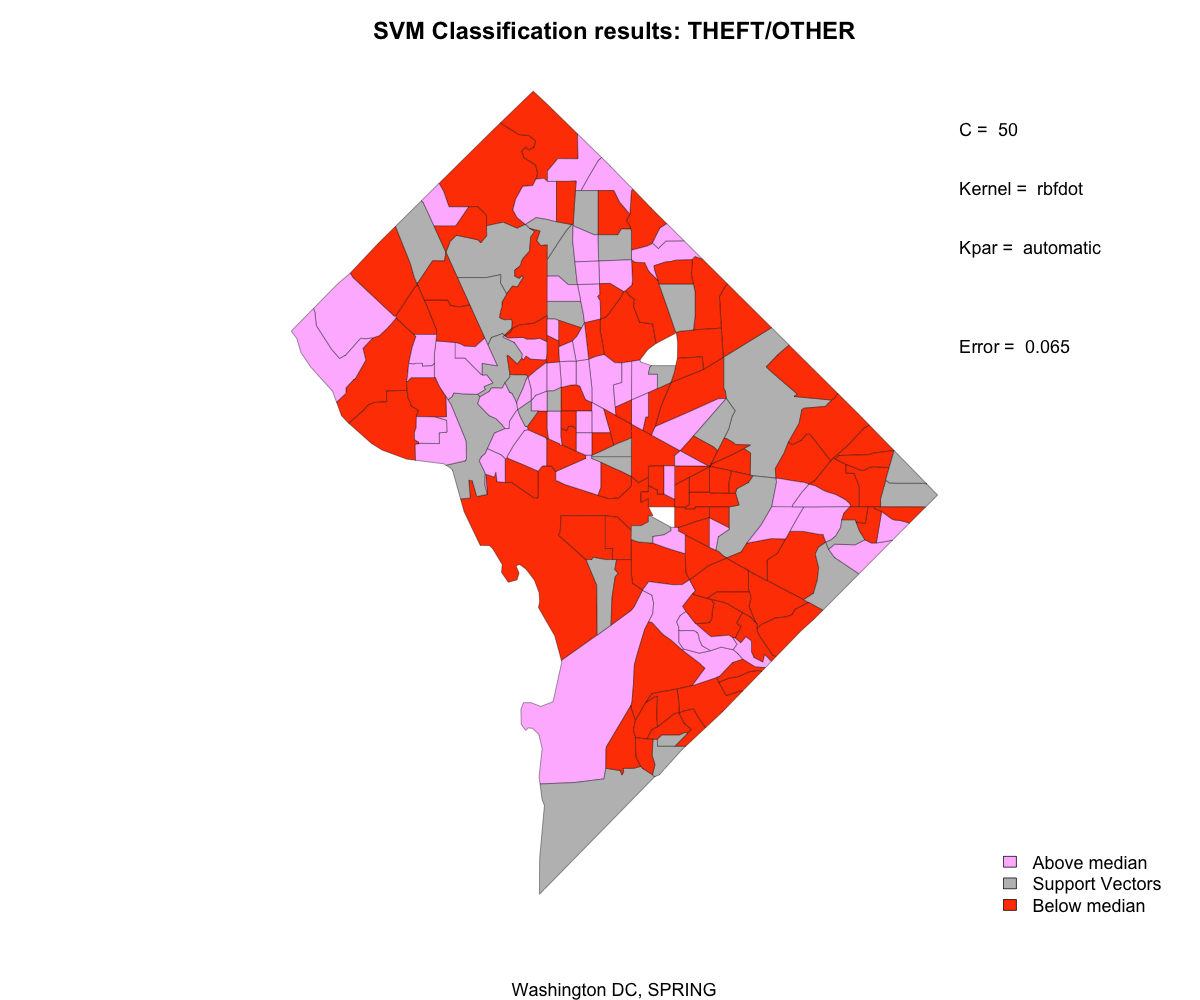 SVM Classification results: THEFT/OTHER
C =  50
Kernel =  rbfdot
Kpar =  automatic
Error =  0.065
Above median
Support Vectors
Below median
Washington DC, SPRING